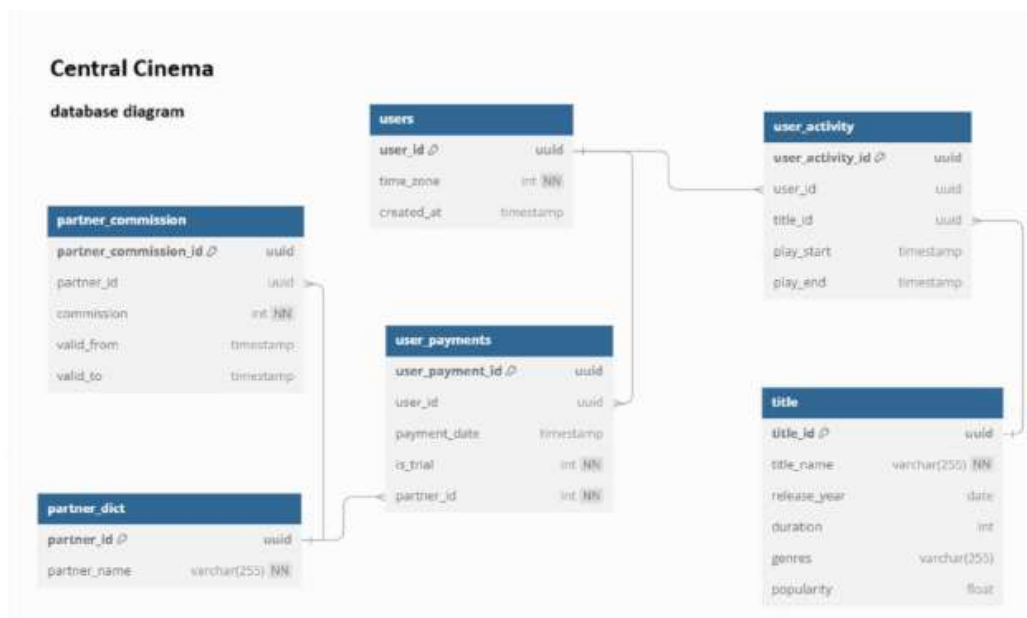 Central Cinema
database diagram
users
user_id uuid
time_zone int NN
created_at timestamp
user_activity
user_activity_id uuid
user_id uuid
title_id uuid
play_start timestamp
play_end timestamp
partner_commission
partner_commission_id uuid
partner_id uuid
commission int NN
valid_from timestamp
valid_to timestamp
user_payments
user_payment_id uuid
user_id uuid
payment_date timestamp
is_trial int NN
partner_id int NN
title
title_id uuid
title_name varchar(255) NN
release_year date
duration int
genres varchar(255)
popularity float
partner_dict
partner_id uuid
partner_name varchar(255) NN